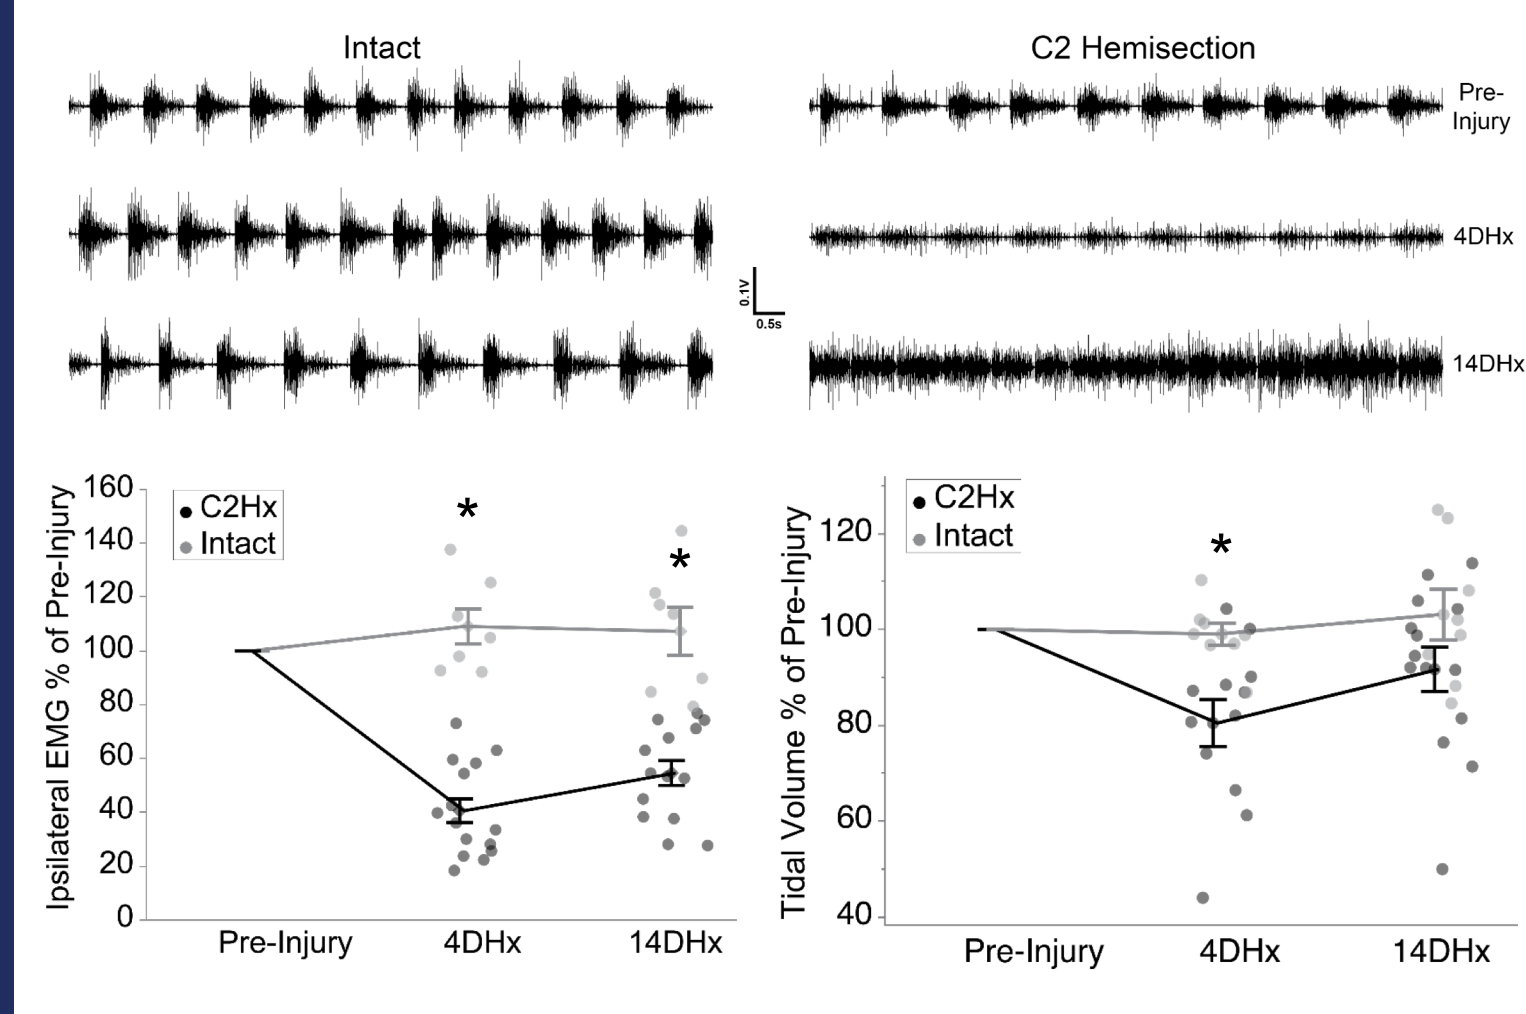 Intact
C2 Hemisection
Pre-
Injury
4DHx
0.1V
0.5s
14DHx
Ipsilateral EMG % of Pre-Injury
160
140
120
100
80
60
40
20
0
C2Hx
Intact
*
*
Pre-Injury
4DHx
14DHx
Tidal Volume % of Pre-Injury
120
100
80
60
40
C2Hx
Intact
*
Pre-Injury
4DHx
14DHx